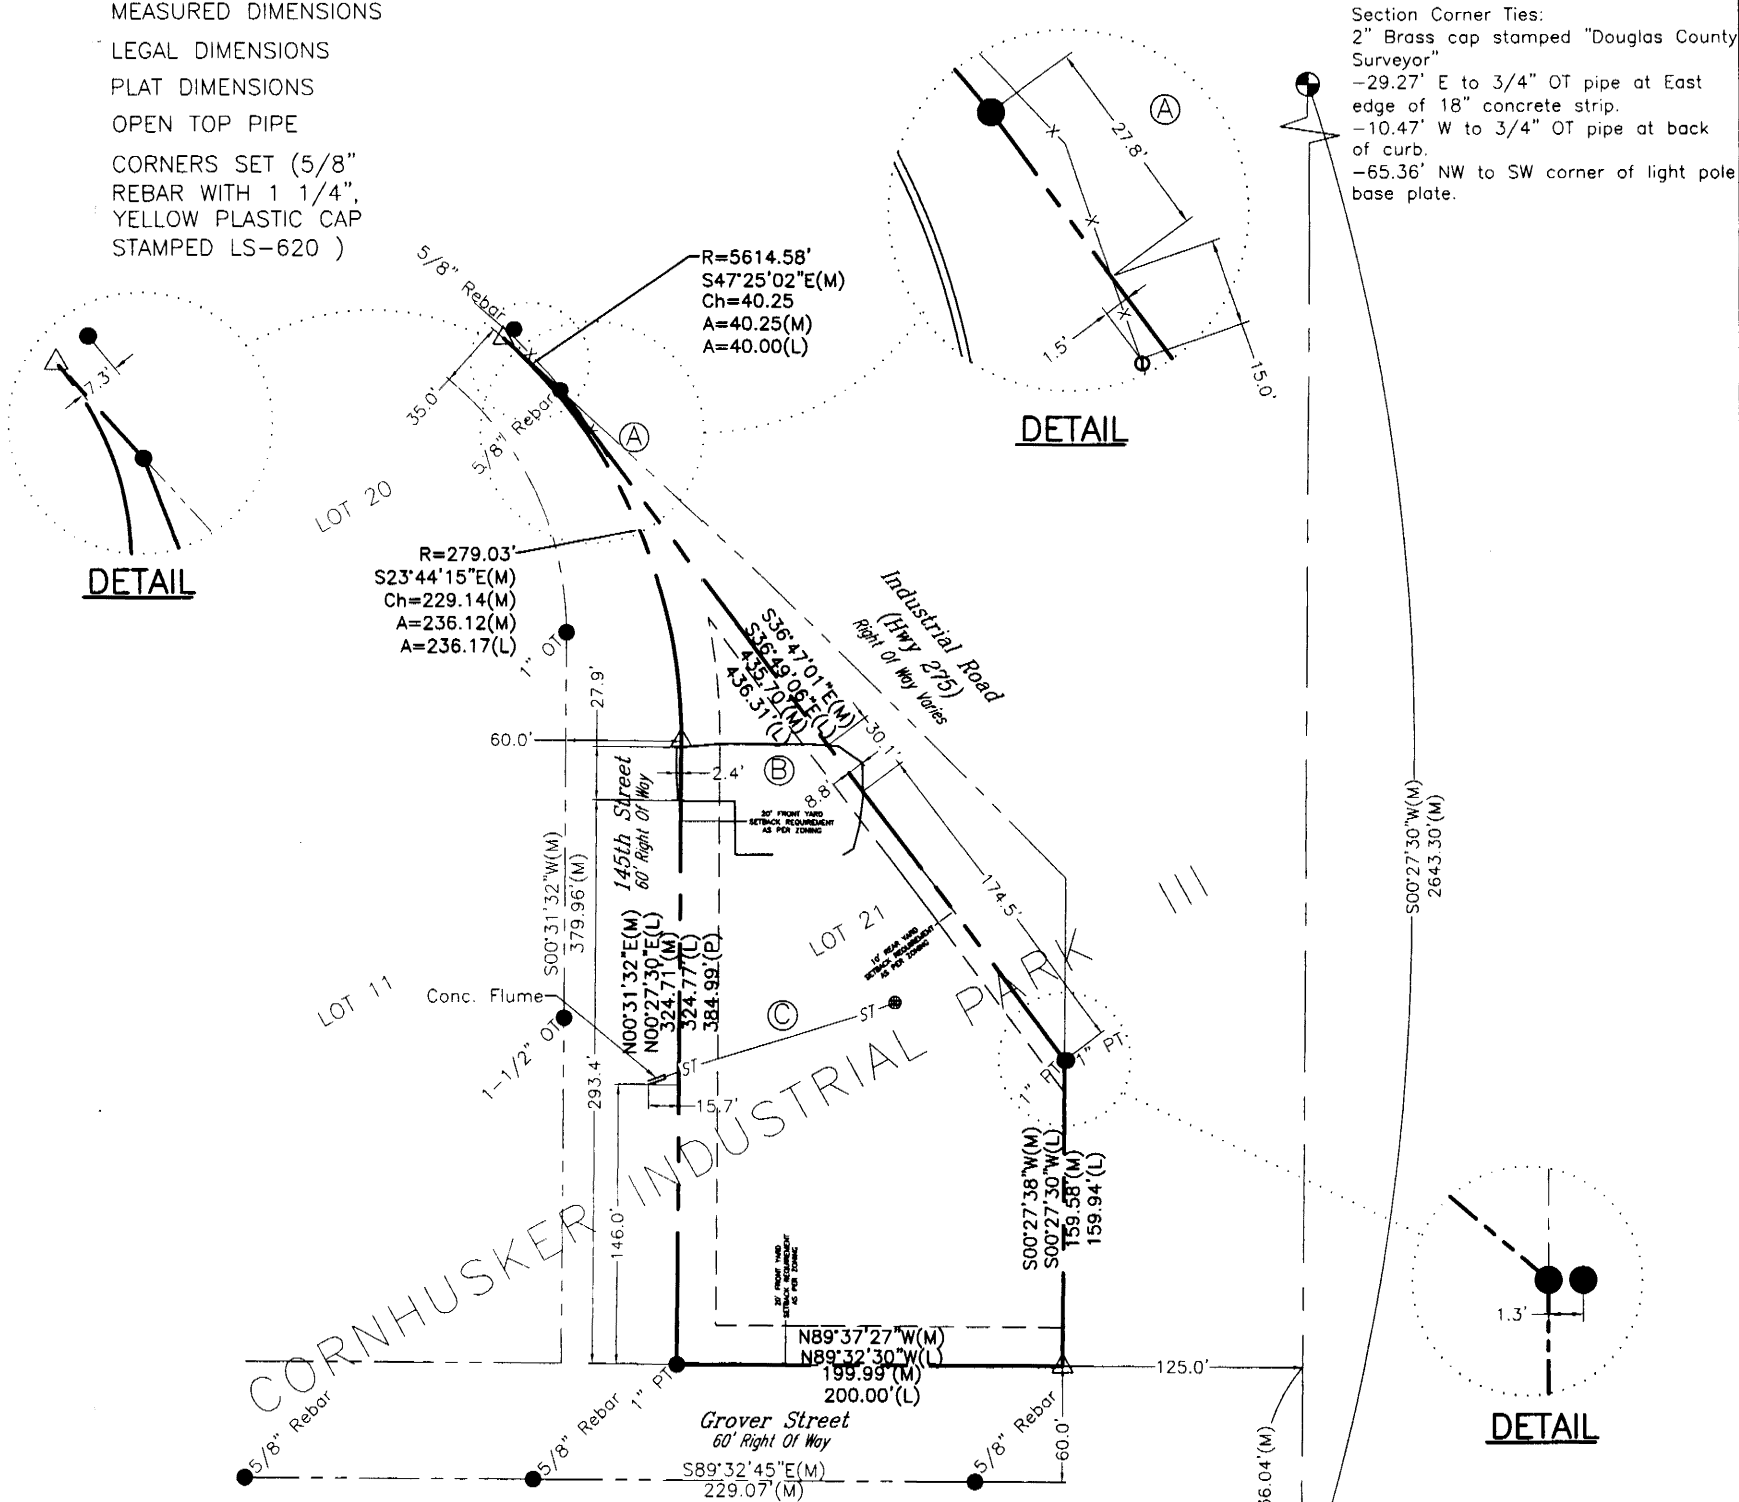 MEASURED DIMENSIONS
LEGAL DIMENSIONS
PLAT DIMENSIONS
OPEN TOP PIPE
CORNERS SET (5/8"
REBAR WITH 1 1/4",
YELLOW PLASTIC CAP
STAMPED LS-620 )
Section Corner Ties:
2" Brass cap stamped "Douglas County
Surveyor"
-29.27' E to 3/4" OT pipe at East
edge of 18" concrete strip.
-10.47' W to 3/4" OT pipe at back
of curb.
-65.36' NW to SW corner of light pole
base plate.
A
27.8'
1.5'
15.0'
DETAIL
5/8" Rebar
R=5614.58'
S47°25'02"E(M)
Ch=40.25
A=40.25(M)
A=40.00(L)
7.3'
DETAIL
35.0'
5/8" Rebar
A
LOT 20
R=279.03'
S23°44'15"E(M)
Ch=229.14(M)
A=236.12(M)
A=236.17(L)
1" OT
Industrial Road
(Hwy 275)
Right Of Way Varies
S36°47'01"E(M)
S36°49'06"E(L)
435.70'(M)
436.31'(L)
27.9'
60.0'
2.4'
B
30.1'
8.8'
20' FRONT YARD
SETBACK REQUIREMENT
AS PER ZONING
145th Street
60' Right Of Way
S00°31'32"W(M)
379.96'(M)
174.5'
S00°27'30"W(M)
2643.30'(M)
LOT 21
10' REAR YARD
SETBACK REQUIREMENT
AS PER ZONING
N00°31'32"E(M)
N00°27'30"E(L)
324.71'(M)
324.77'(L)
384.99'(P)
LOT 11
Conc. Flume
1-1/2" OT
C
ST
ST
1" PT
1" PT
293.4'
15.7'
146.0'
CORNHUSKER INDUSTRIAL PARK III
S00°27'38"W(M)
S00°27'30"W(L)
159.58'(M)
159.94'(L)
20' FRONT YARD
SETBACK REQUIREMENT
AS PER ZONING
N89°37'27"W(M)
N89°32'30"W(L)
199.99'(M)
200.00'(L)
125.0'
1.3'
DETAIL
5/8" Rebar
5/8" Rebar
1" PT
Grover Street
60' Right Of Way
5/8" Rebar
60.0'
S89°32'45"E(M)
229.07'(M)
66.04'(M)